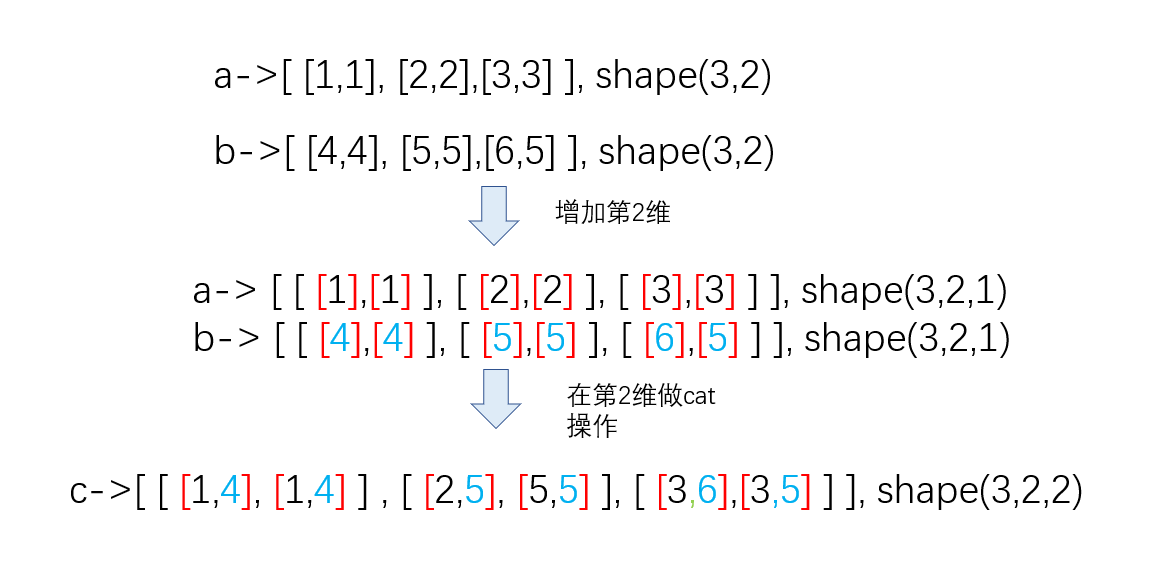 a->[ [1,1], [2,2],[3,3] ], shape(3,2)
b->[ [4,4], [5,5],[6,5] ], shape(3,2)
增加第2维
a-> [ [ [1],[1] ], [ [2],[2] ], [ [3],[3] ] ], shape(3,2,1)
b-> [ [ [4],[4] ], [ [5],[5] ], [ [6],[5] ] ], shape(3,2,1)
在第2维做cat
操作
c->[ [ [1,4], [1,4] ] , [ [2,5], [5,5] ], [ [3,6],[3,5] ] ], shape(3,2,2)